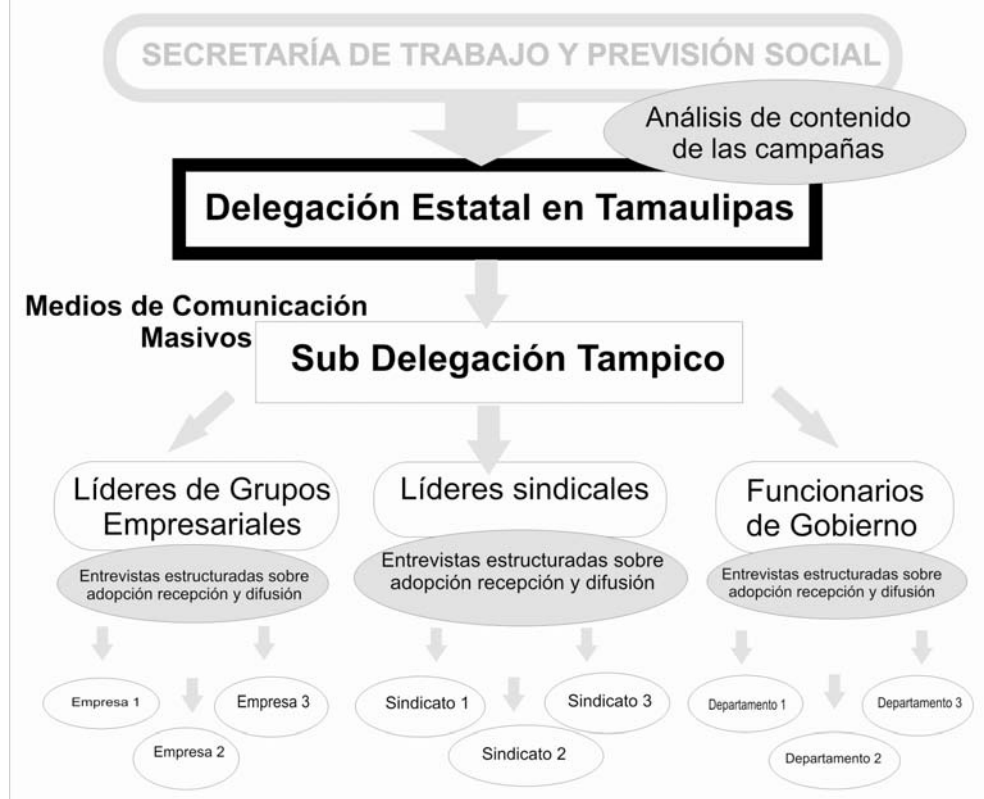 SECRETARÍA DE TRABAJO Y PREVISIÓN SOCIAL
Análisis de contenido
de las campañas
Delegación Estatal en Tamaulipas
Medios de Comunicación
Masivos
Sub Delegación Tampico
Líderes de Grupos
Empresariales
Entrevistas estructuradas sobre
adopción recepción y difusión
Líderes sindicales
Entrevistas estructuradas sobre
adopción recepción y difusión
Funcionarios
de Gobierno
Entrevistas estructuradas sobre
adopción recepción y difusión
Empresa 1
Empresa 2
Empresa 3
Sindicato 1
Sindicato 2
Sindicato 3
Departamento 1
Departamento 2
Departamento 3